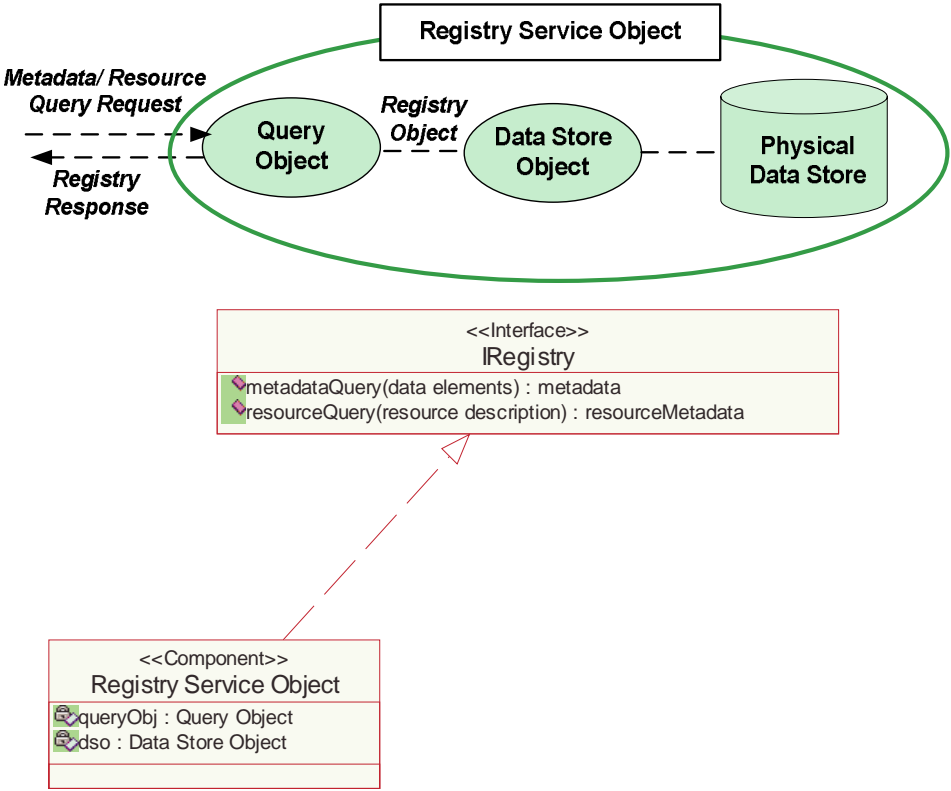 Registry Service Object
Metadata/ Resource
Query Request
Registry
Response
Query
Object
Registry
Object
Data Store
Object
Physical
Data Store
<<Interface>>
IRegistry
metadataQuery(data elements) : metadata
resourceQuery(resource description) : resourceMetadata
<<Component>>
Registry Service Object
queryObj : Query Object
dso : Data Store Object